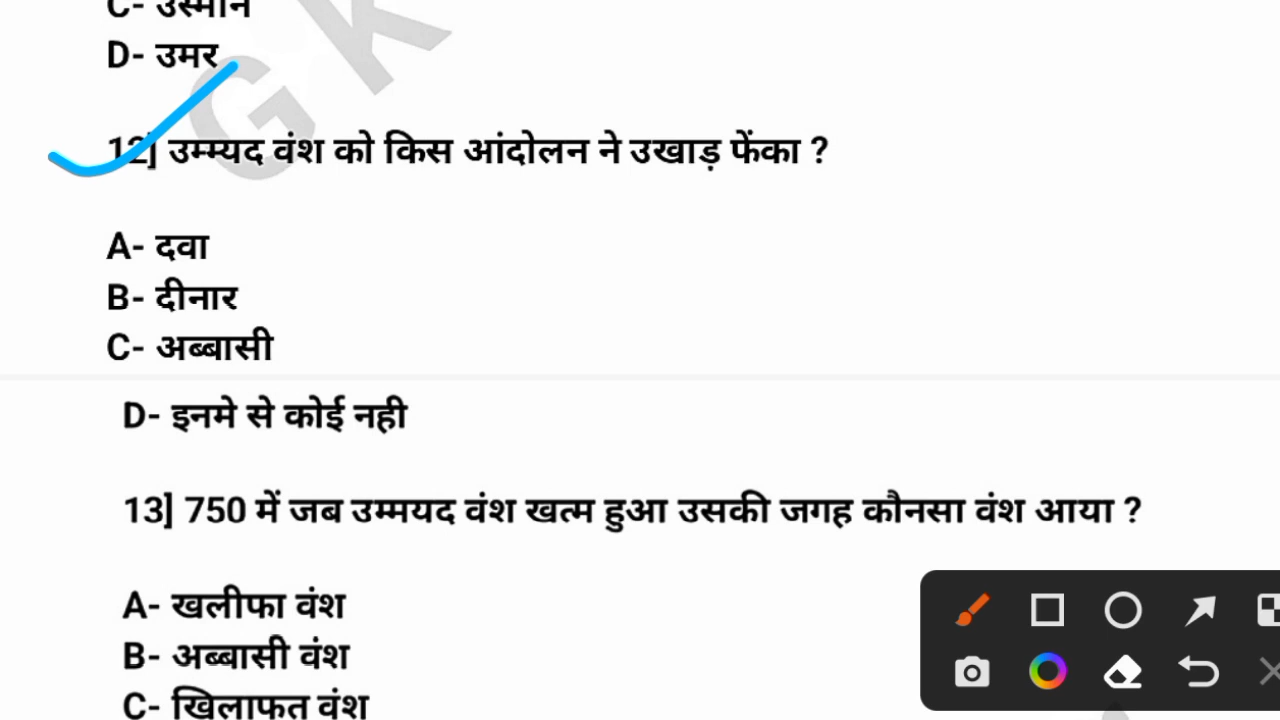 C- उस्मान
D- उमर
12] उम्म्यद वंश को किस आंदोलन ने उखाड़ फेंका ?
A- दवा
B- दीनार
C- अब्बासी
D- इनमे से कोई नही
13] 750 में जब उम्मयद वंश खत्म हुआ उसकी जगह कौनसा वंश आया ?
A- खलीफा वंश
B- अब्बासी वंश
C- खिलाफत वंश
G K